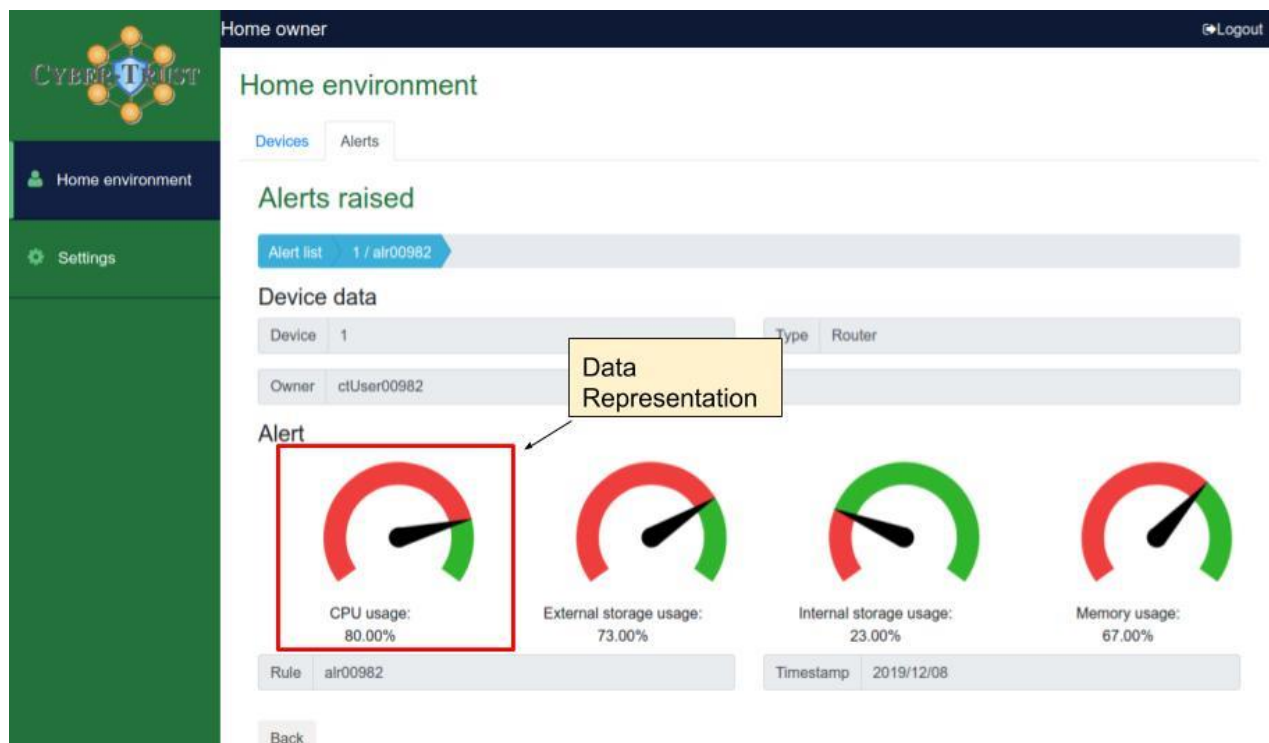 Home owner
Logout
CYBER-TRUST
Home environment
Devices
Alerts
Home environment
Alerts raised
Settings
Alert list
1 / alr00982
Device data
Device 1
Type Router
Data
Representation
Owner ctUser00982
Alert
CPU usage:
80.00%
External storage usage:
73.00%
Internal storage usage:
23.00%
Memory usage:
67.00%
Rule alr00982
Timestamp 2019/12/08
Back